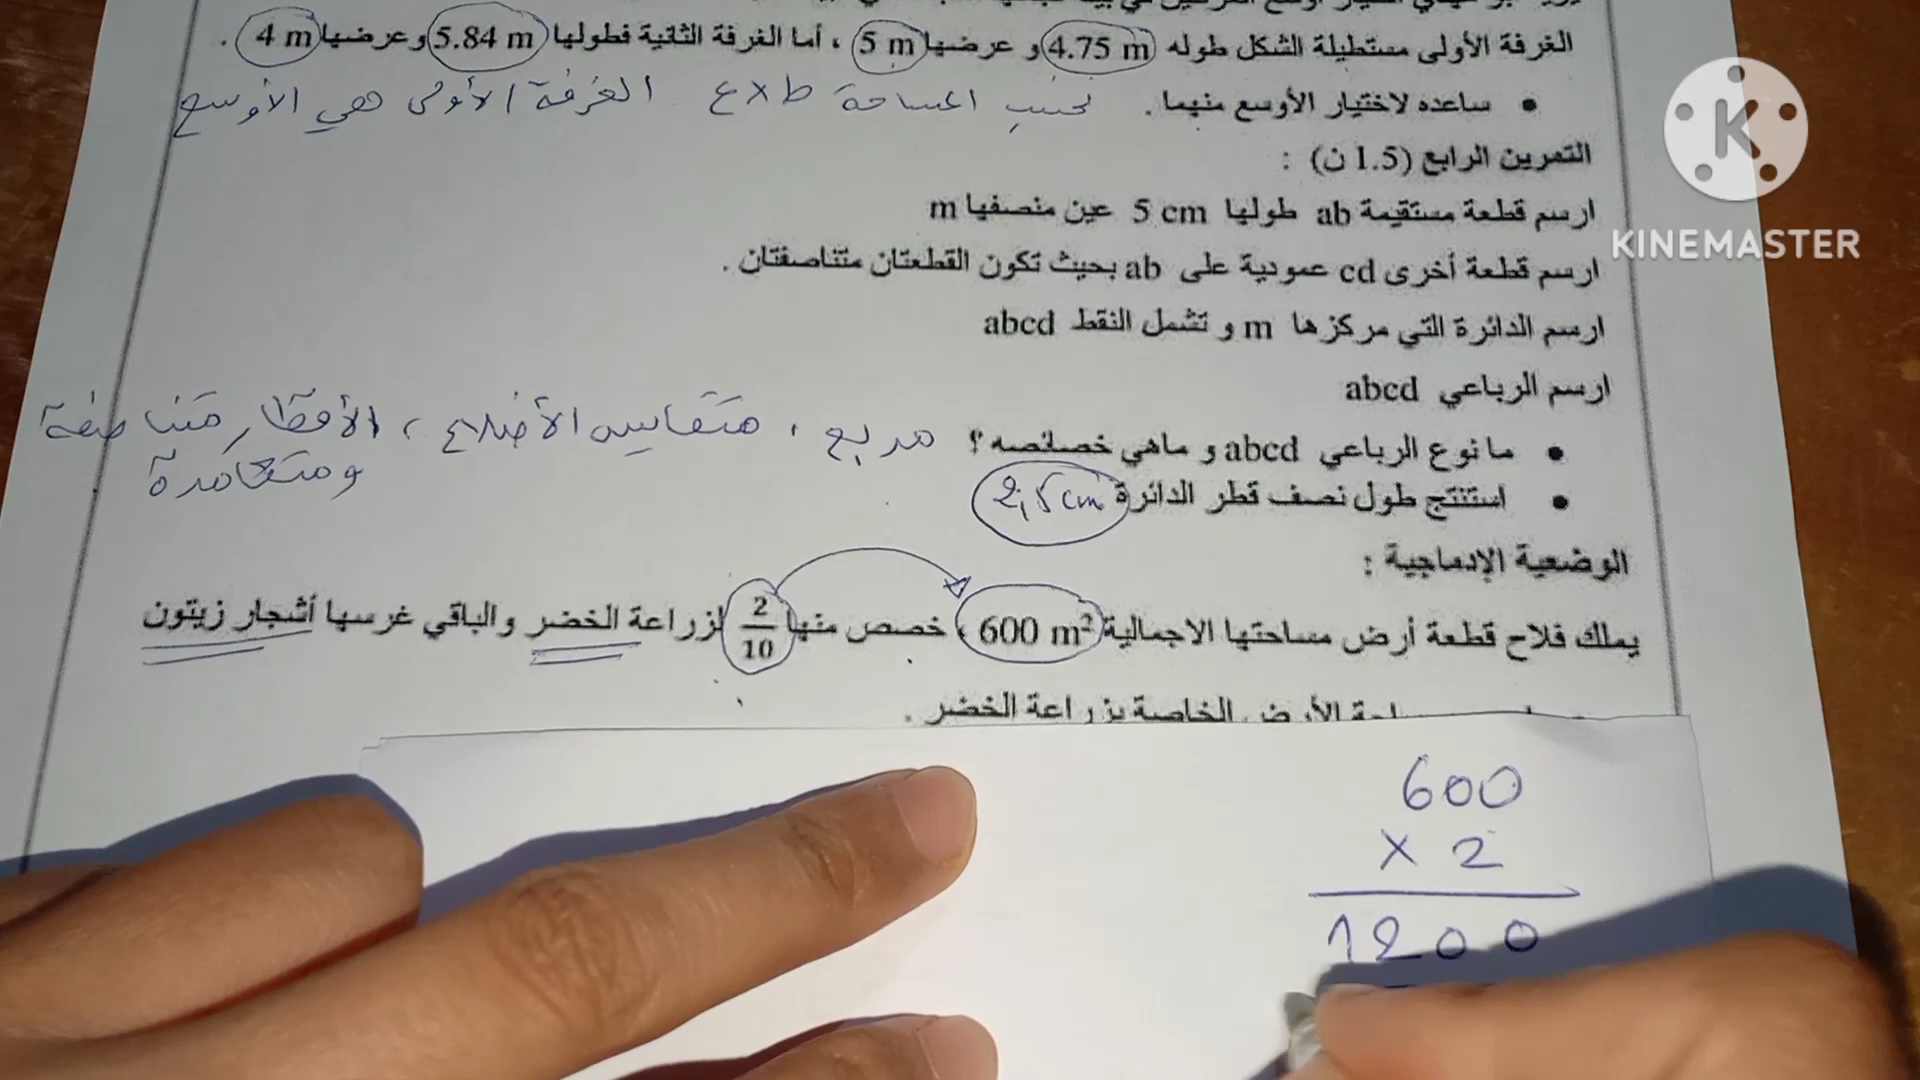 الغرفة الأولى مستطيلة الشكل طوله 4.75 m و عرضها 5 m ، أما الغرفة الثانية فطولها 5.84 m وعرضها 4 m .
• ساعده لاختيار الأوسع منهما . نحسب المساحة ط×ع الغرفة الأولى هي الأوسع
التمرين الرابع (1.5 ن) :
ارسم قطعة مستقيمة ab طولها 5 cm عين منصفها m
ارسم قطعة أخرى cd عمودية على ab بحيث تكون القطعتان متناصفتان .
ارسم الدائرة التي مركزها m و تشمل النقط abcd
ارسم الرباعي abcd
• ما نوع الرباعي abcd و ماهي خصائصه ؟ مربع ، متقايس الأضلاع ، الأقطار متناصفة
ومتعامدة
• استنتج طول نصف قطر الدائرة 2,5 cm
الوضعية الإدماجية :
يملك فلاح قطعة أرض مساحتها الاجمالية 600 m² ، خصص منها 2/10 لزراعة الخضر والباقي غرسها أشجار زيتون
الأرض الخاصة بزراعة الخضر .
600
× 2
1200
KINEMASTER